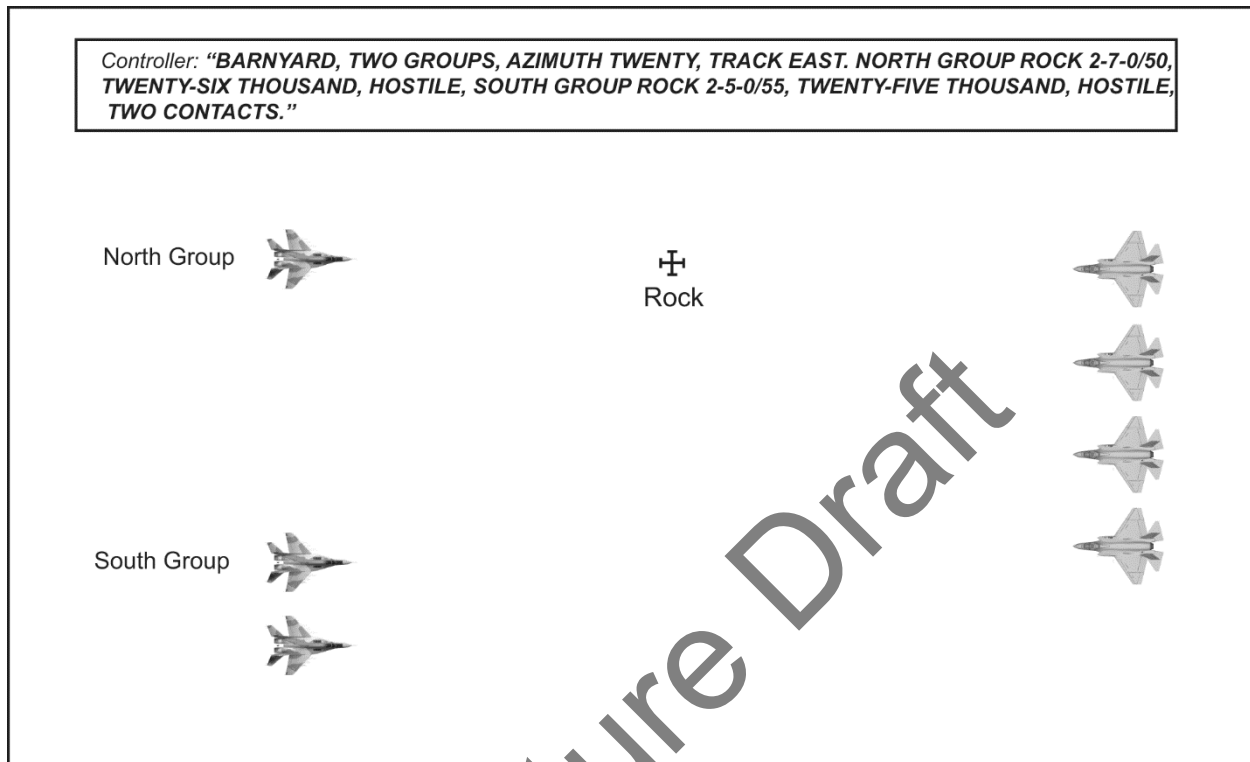 Controller: “BARNYARD, TWO GROUPS, AZIMUTH TWENTY, TRACK EAST. NORTH GROUP ROCK 2-7-0/50,
TWENTY-SIX THOUSAND, HOSTILE, SOUTH GROUP ROCK 2-5-0/55, TWENTY-FIVE THOUSAND, HOSTILE,
TWO CONTACTS.”
North Group
Rock
South Group
Draft